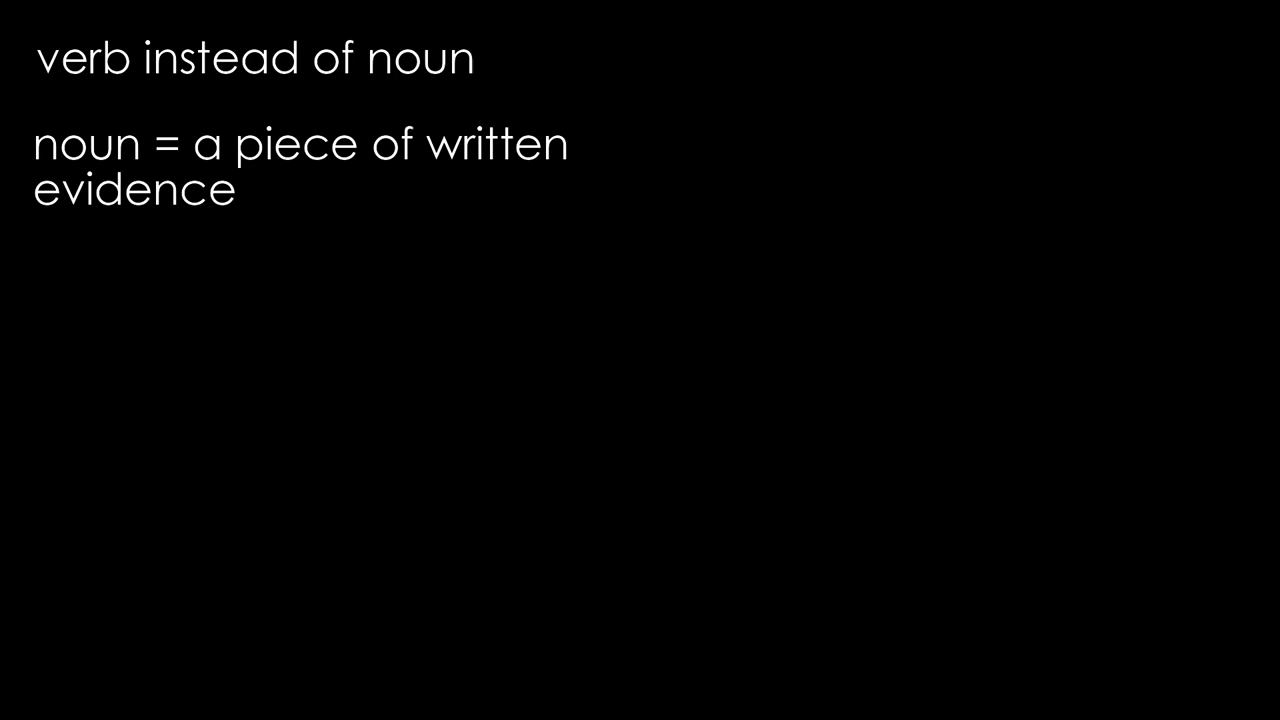 verb instead of noun
noun = a piece of written
evidence